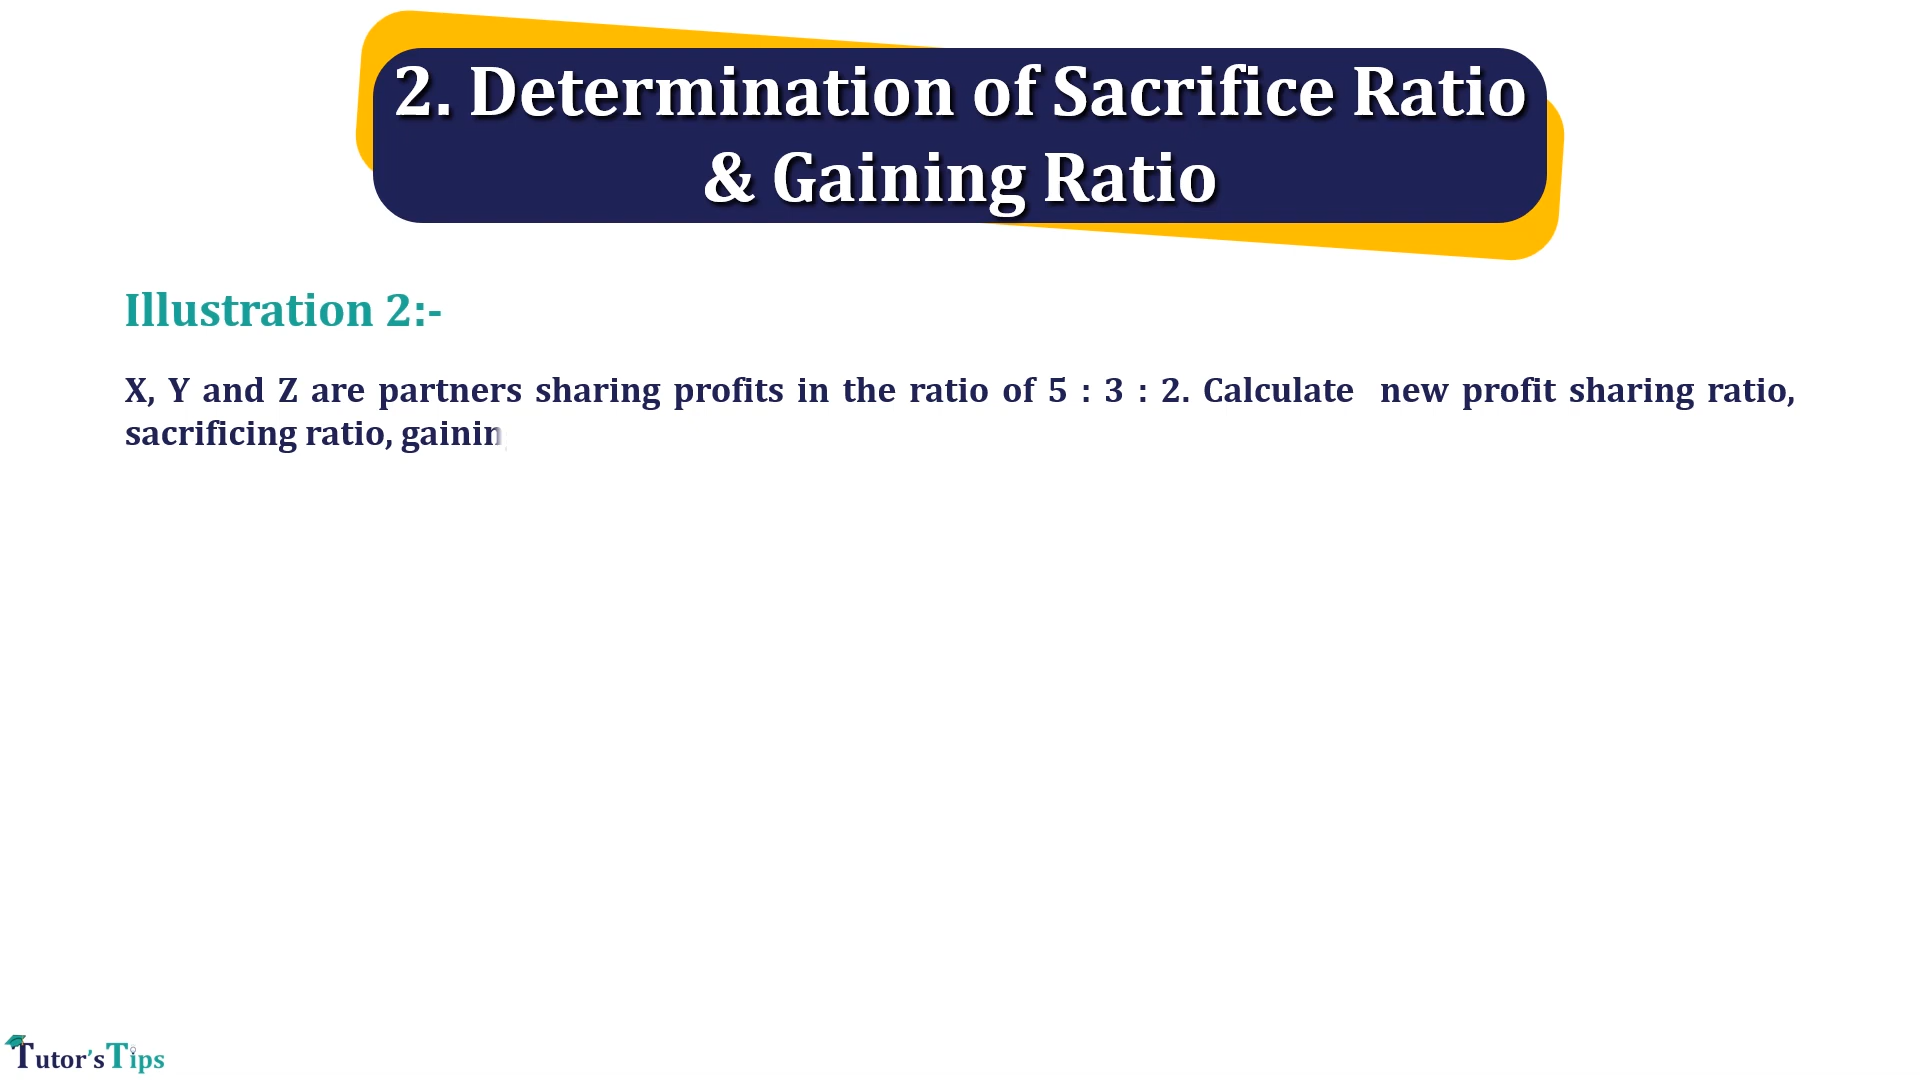 2. Determination of Sacrifice Ratio
& Gaining Ratio
Illustration 2:-
X, Y and Z are partners sharing profits in the ratio of 5 : 3 : 2. Calculate new profit sharing ratio,
sacrificing ratio, gainin
Tutor'sTips